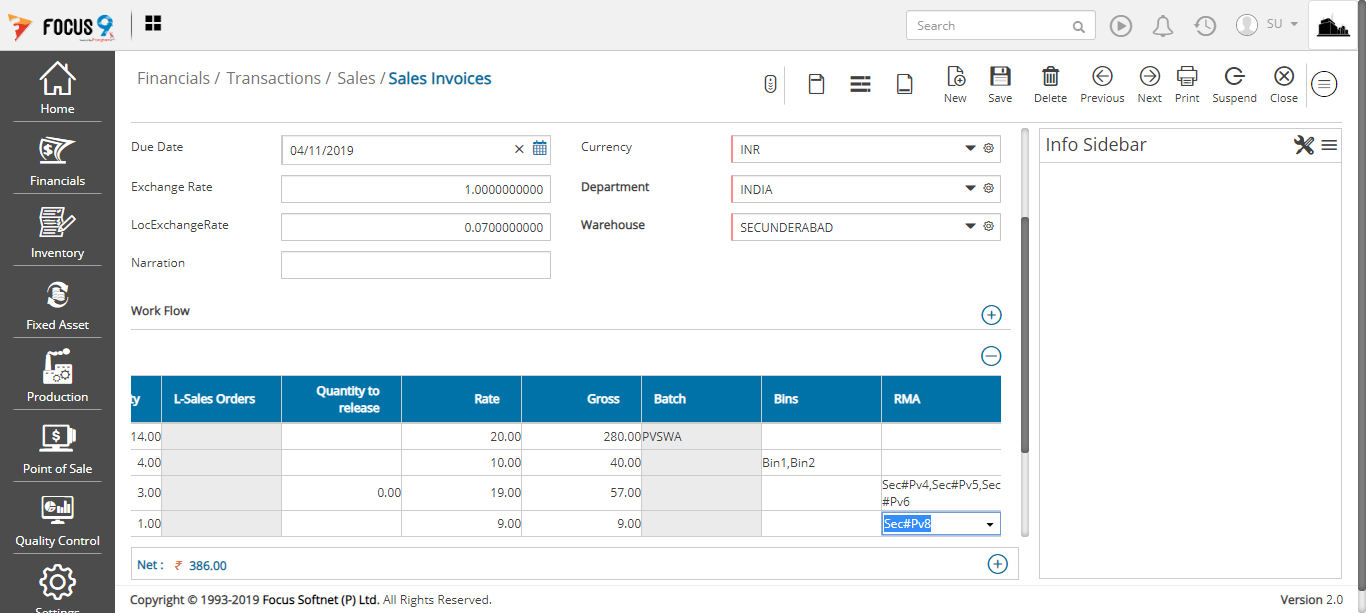 FOCUS 9
Search
SU
Home
Financials
Inventory
Fixed Asset
Production
Point of Sale
Quality Control
Settings
Financials / Transactions / Sales / Sales Invoices
New
Save
Delete
Previous
Next
Print
Suspend
Close
Due Date
04/11/2019
Currency
INR
Exchange Rate
1.0000000000
Department
INDIA
LocExchangeRate
0.0700000000
Warehouse
SECUNDERABAD
Narration
Info Sidebar
Work Flow
ty L-Sales Orders Quantity to release Rate Gross Batch Bins RMA
14.00 20.00 280.00 PVSWA
4.00 10.00 40.00 Bin1,Bin2
3.00 0.00 19.00 57.00 Sec#Pv4,Sec#Pv5,Sec
#Pv6
1.00 9.00 9.00 Sec#Pv8
Net : ₹ 386.00
Copyright © 1993-2019 Focus Softnet (P) Ltd. All Rights Reserved.
Version 2.0